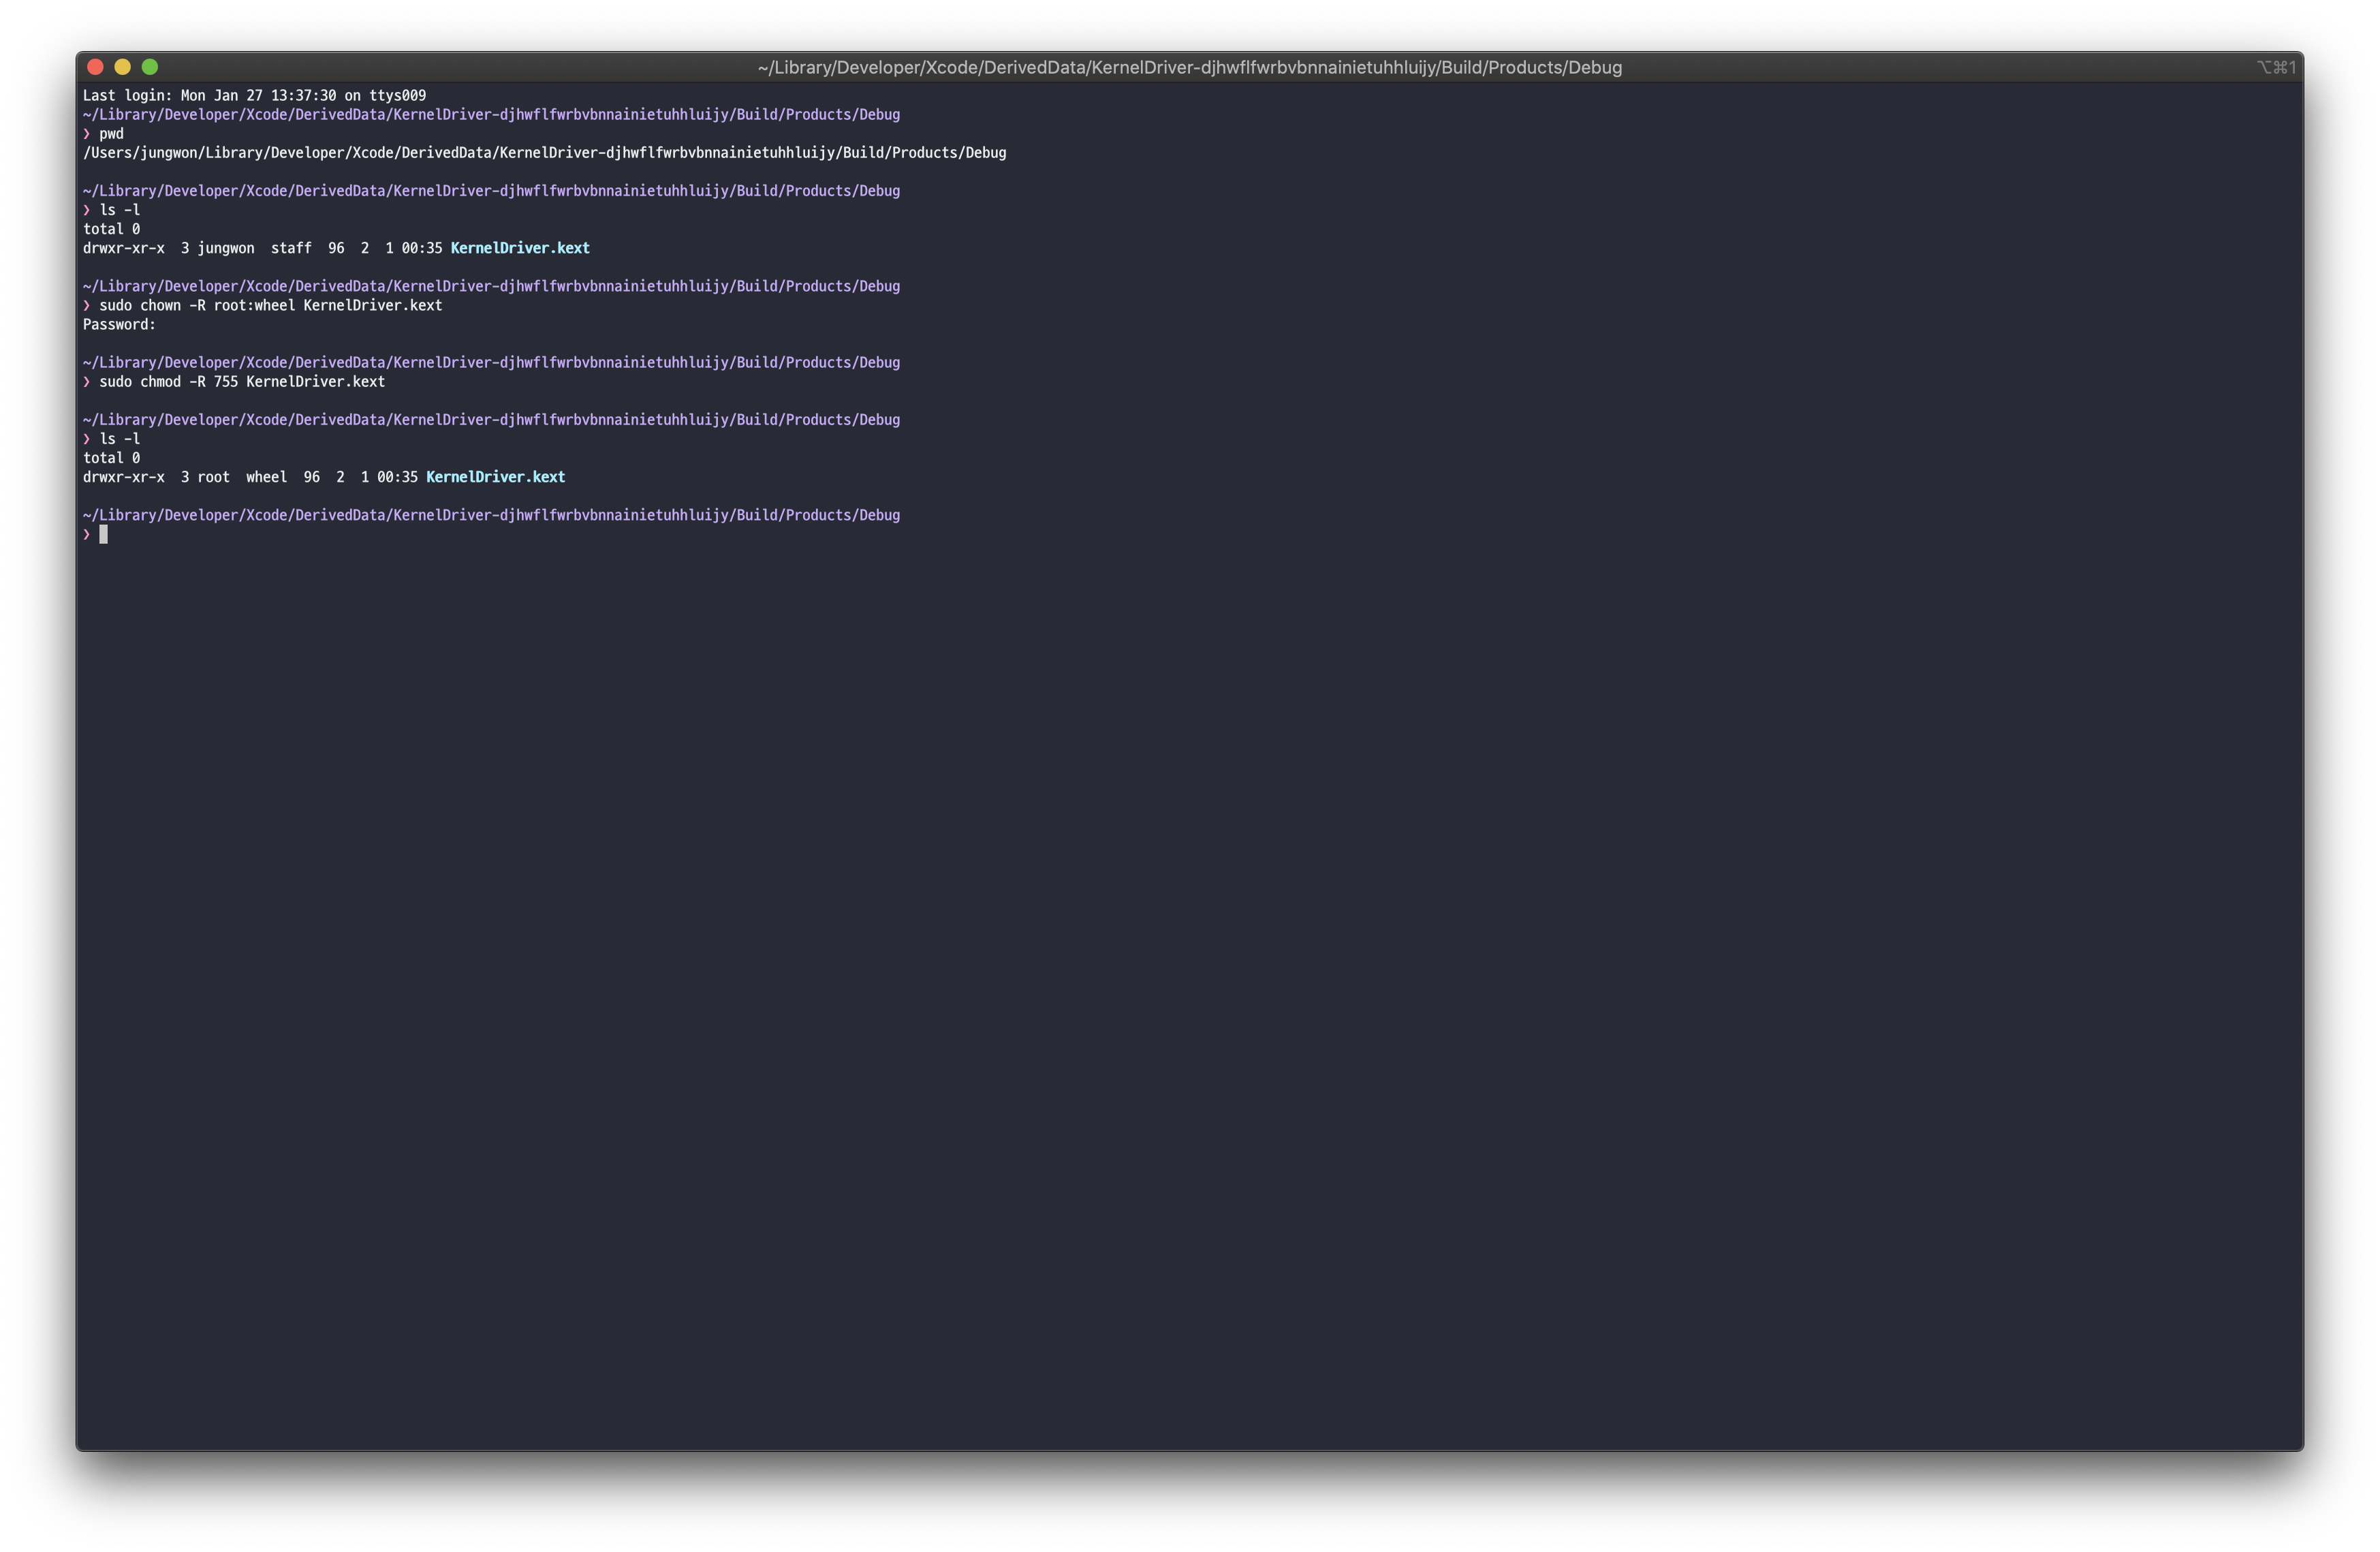 ~/Library/Developer/Xcode/DerivedData/KernelDriver-djhwflfwrbvbnnainietuhhluijy/Build/Products/Debug ⌥⌘1
Last login: Mon Jan 27 13:37:30 on ttys009
~/Library/Developer/Xcode/DerivedData/KernelDriver-djhwflfwrbvbnnainietuhhluijy/Build/Products/Debug
❯ pwd
/Users/jungwon/Library/Developer/Xcode/DerivedData/KernelDriver-djhwflfwrbvbnnainietuhhluijy/Build/Products/Debug
~/Library/Developer/Xcode/DerivedData/KernelDriver-djhwflfwrbvbnnainietuhhluijy/Build/Products/Debug
❯ ls -l
total 0
drwxr-xr-x  3 jungwon  staff  96  2  1 00:35 KernelDriver.kext
~/Library/Developer/Xcode/DerivedData/KernelDriver-djhwflfwrbvbnnainietuhhluijy/Build/Products/Debug
❯ sudo chown -R root:wheel KernelDriver.kext
Password:
~/Library/Developer/Xcode/DerivedData/KernelDriver-djhwflfwrbvbnnainietuhhluijy/Build/Products/Debug
❯ sudo chmod -R 755 KernelDriver.kext
~/Library/Developer/Xcode/DerivedData/KernelDriver-djhwflfwrbvbnnainietuhhluijy/Build/Products/Debug
❯ ls -l
total 0
drwxr-xr-x  3 root  wheel  96  2  1 00:35 KernelDriver.kext
~/Library/Developer/Xcode/DerivedData/KernelDriver-djhwflfwrbvbnnainietuhhluijy/Build/Products/Debug
❯